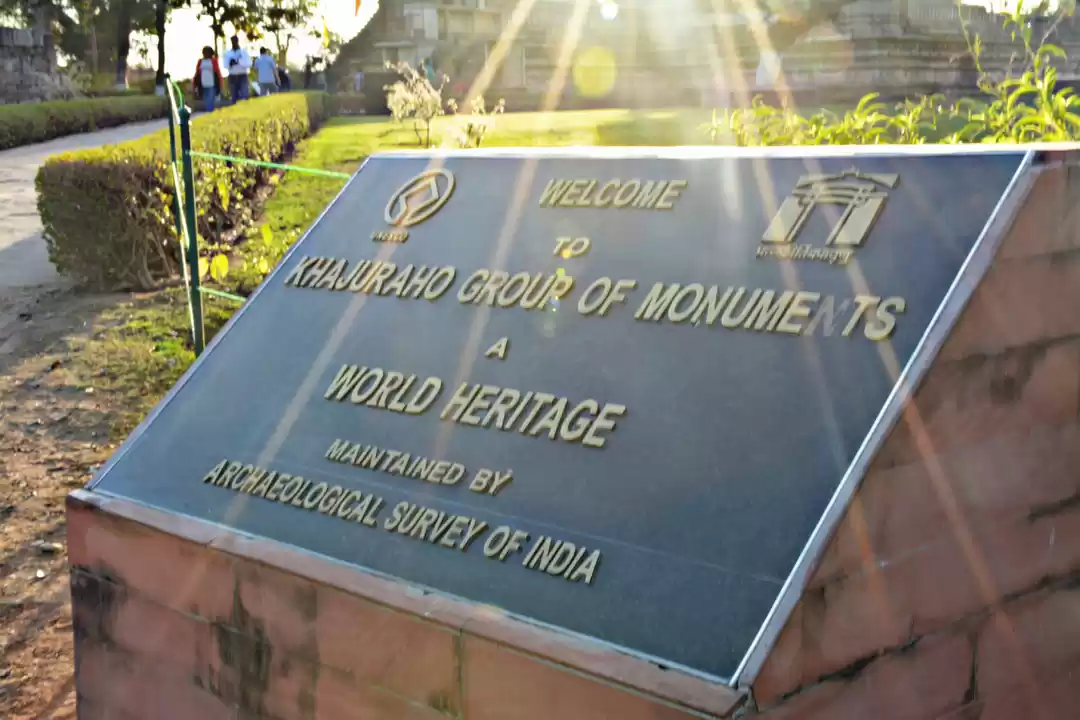 WELCOME
TO
KHAJURAHO GROUP OF MONUMENTS
A
WORLD HERITAGE
MAINTAINED BY
ARCHAEOLOGICAL SURVEY OF INDIA